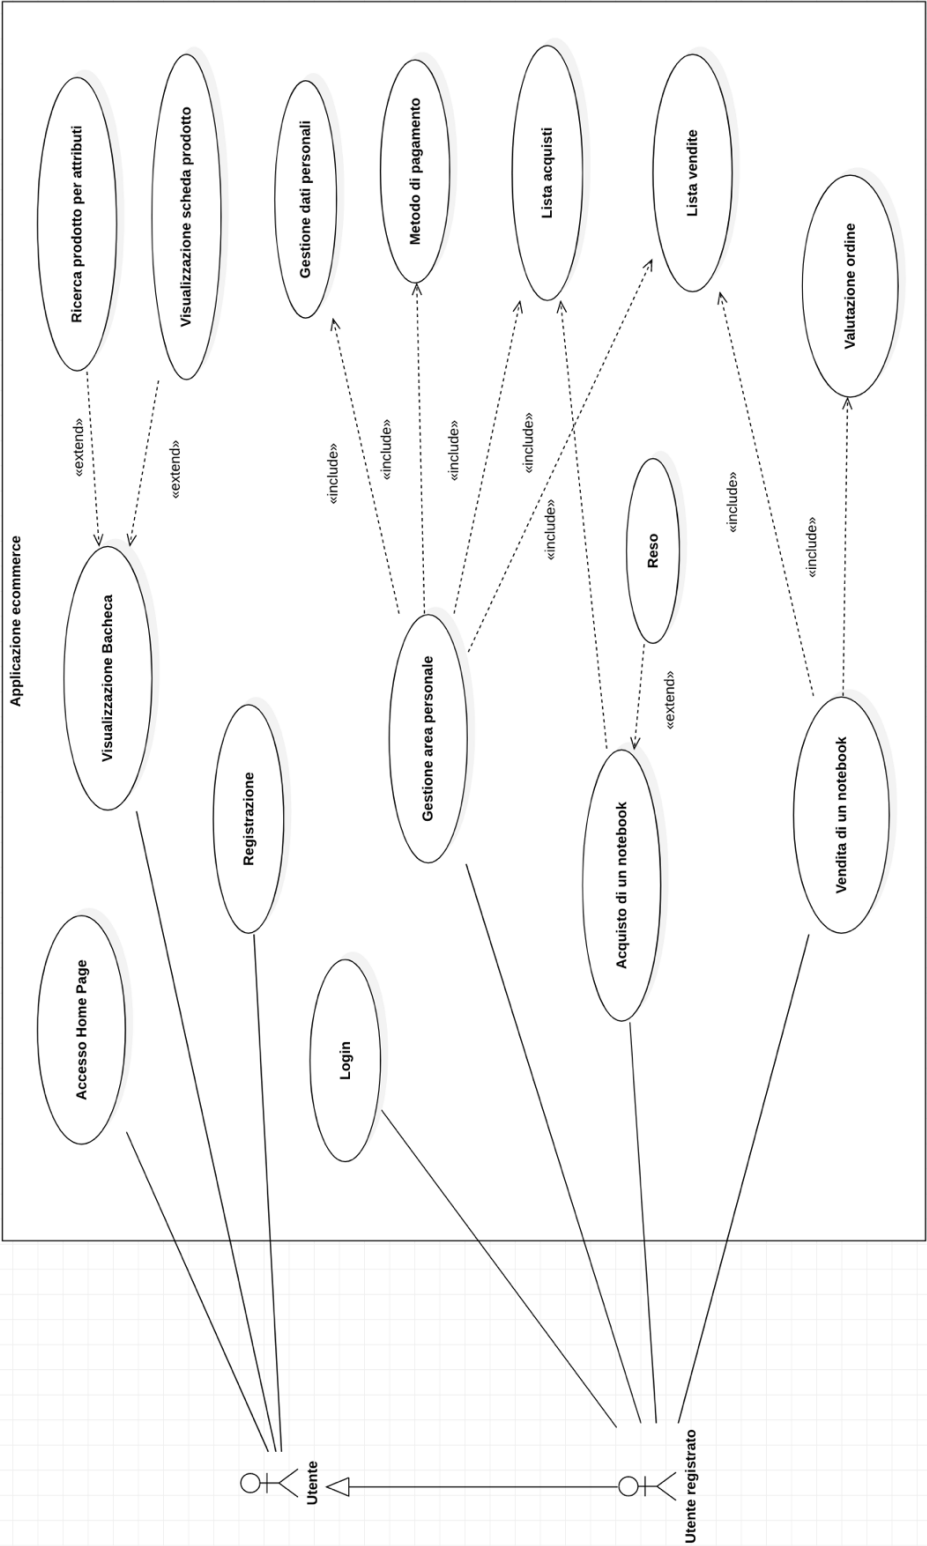 Applicazione ecommerce
Ricerca prodotto per attributi
Visualizzazione scheda prodotto
Gestione dati personali
Metodo di pagamento
Lista acquisti
Lista vendite
Valutazione ordine
«extend»
«extend»
«include»
«include»
«include»
«include»
«include»
«include»
«include»
Reso
«extend»
Visualizzazione Bacheca
Registrazione
Gestione area personale
Acquisto di un notebook
Vendita di un notebook
Accesso Home Page
Login
Utente
Utente registrato